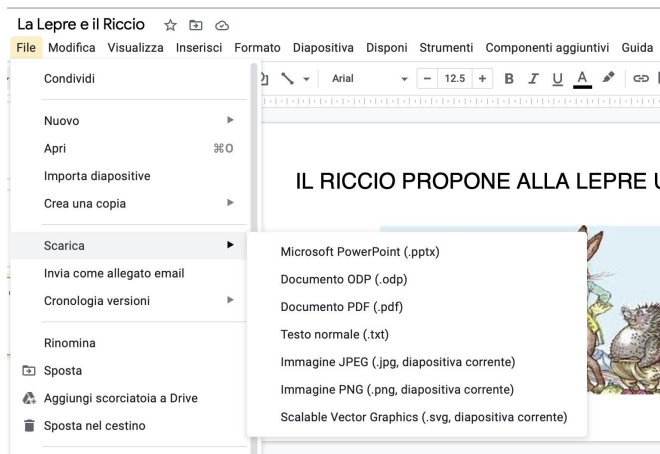 La Lepre e il Riccio
File Modifica Visualizza Inserisci Formato Diapositiva Disponi Strumenti Componenti aggiuntivi Guida
Condividi
Arial
12.5
B I U A
Nuovo
Apri ⌘O
Importa diapositive
Crea una copia
IL RICCIO PROPONE ALLA LEPRE
Scarica
Microsoft PowerPoint (.pptx)
Invia come allegato email
Documento ODP (.odp)
Cronologia versioni
Documento PDF (.pdf)
Testo normale (.txt)
Rinomina
Immagine JPEG (.jpg, diapositiva corrente)
Sposta
Immagine PNG (.png, diapositiva corrente)
Aggiungi scorciatoia a Drive
Scalable Vector Graphics (.svg, diapositiva corrente)
Sposta nel cestino